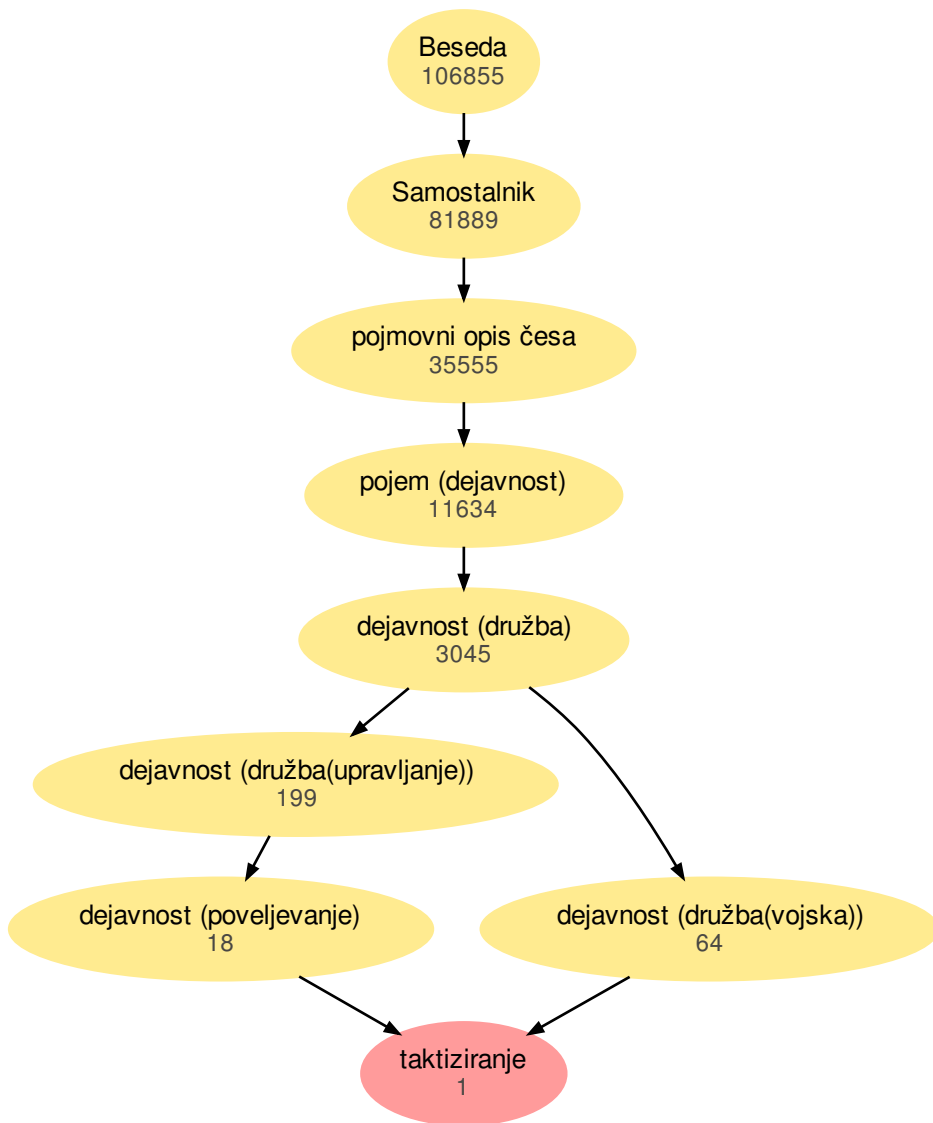 Beseda
106855
Samostalnik
81889
pojmovni opis česa
35555
pojem (dejavnost)
11634
dejavnost (družba)
3045
dejavnost (družba(upravljanje))
199
dejavnost (poveljevanje)
18
dejavnost (družba(vojska))
64
taktiziranje
1